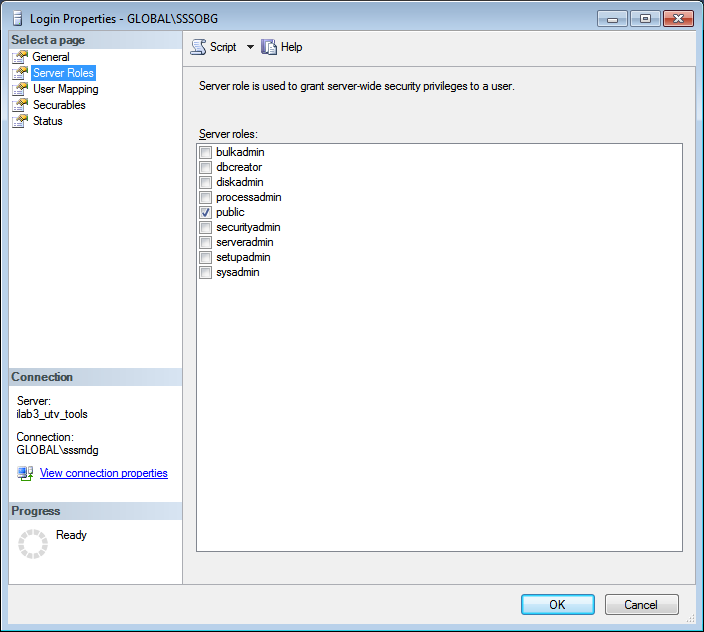 Login Properties - GLOBAL\SSSOBG
Select a page
General
Server Roles
User Mapping
Securables
Status
Script
Help
Server role is used to grant server-wide security privileges to a user.
Server roles:
bulkadmin
dbcreator
diskadmin
processadmin
public
securityadmin
serveradmin
setupadmin
sysadmin
Connection
Server:
ilab3_utv_tools
Connection:
GLOBAL\sssmdg
View connection properties
Progress
Ready
OK
Cancel